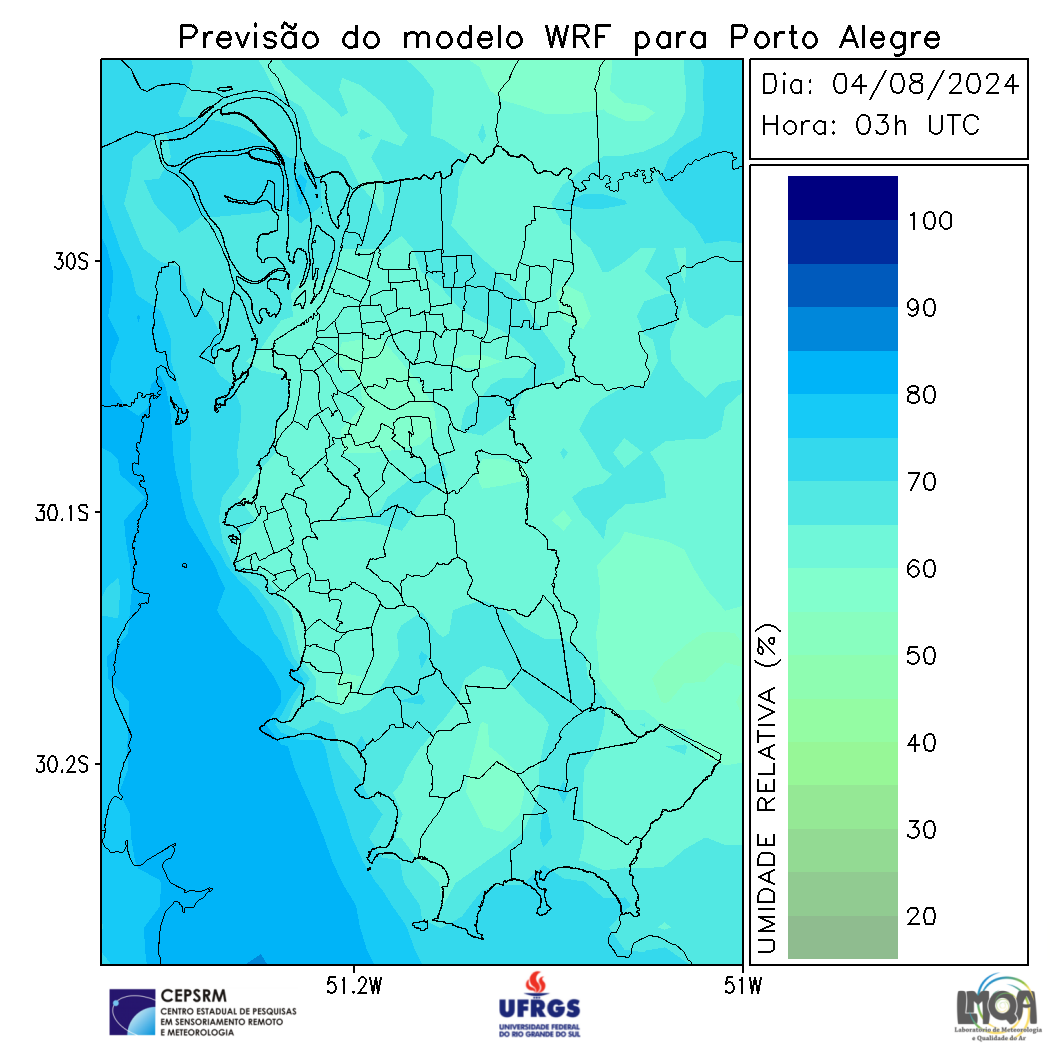 Previsão do modelo WRF para Porto Alegre
Dia: 04/08/2024
Hora: 03h UTC
30S
30.1S
30.2S
51.2W
51W
UMIDADE RELATIVA (%)
100
90
80
70
60
50
40
30
20
CEPSRM
CENTRO ESTADUAL DE PESQUISAS
EM SENSORIAMENTO REMOTO
E METEOROLOGIA
UFRGS
UNIVERSIDADE FEDERAL
DO RIO GRANDE DO SUL
LMQA
Laboratório de Meteorologia
e Qualidade do Ar